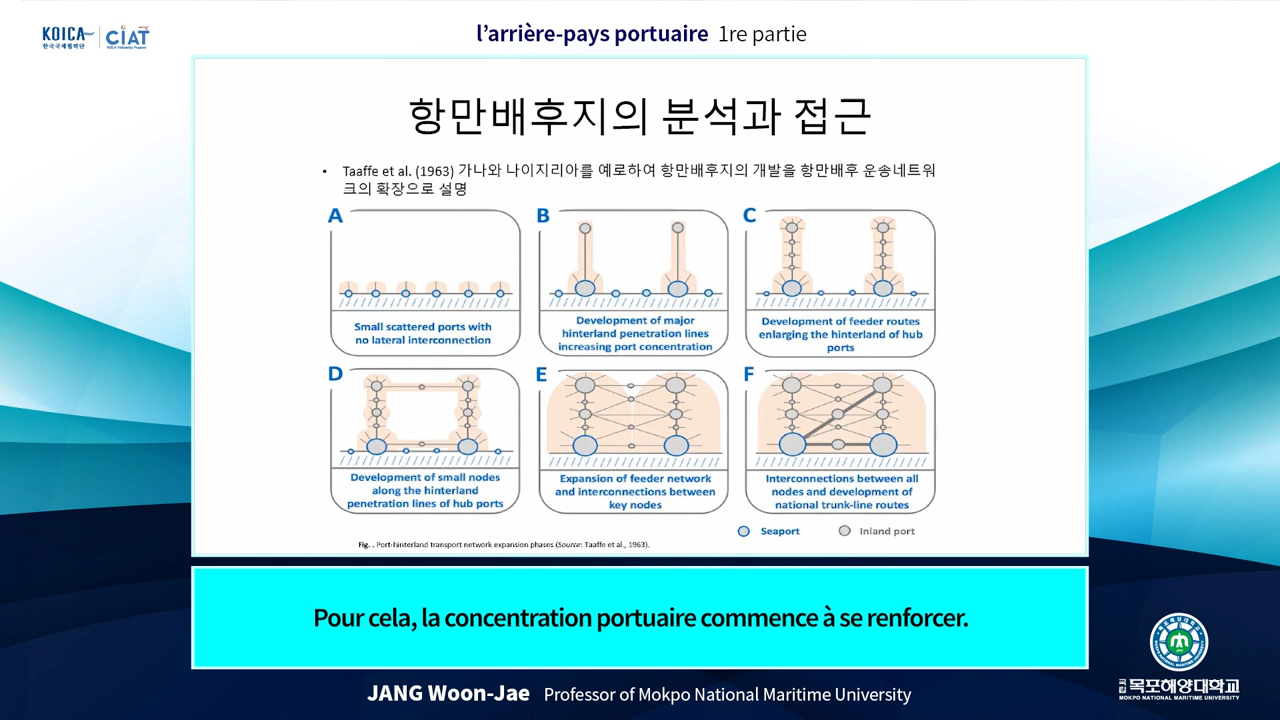 KOICA
한국국제협력단
CIAT
KOICA Fellowship Program
l'arrière-pays portuaire 1re partie
항만배후지의 분석과 접근
• Taaffe et al. (1963) 가나와 나이지리아를 예로하여 항만배후지의 개발을 항만배후 운송네트워
크의 확장으로 설명
A
Small scattered ports with
no lateral interconnection
B
Development of major
hinterland penetration lines
increasing port concentration
C
Development of feeder routes
enlarging the hinterland of hub
ports
D
Development of small nodes
along the hinterland
penetration lines of hub ports
E
Expansion of feeder network
and interconnections between
key nodes
F
Interconnections between all
nodes and development of
national trunk-line routes
Seaport
Inland port
Fig. . Port-hinterland transport network expansion phases (Source: Taaffe et al., 1963).
Pour cela, la concentration portuaire commence à se renforcer.
JANG Woon-Jae Professor of Mokpo National Maritime University
국립 목포해양대학교
MOKPO NATIONAL MARITIME UNIVERSITY